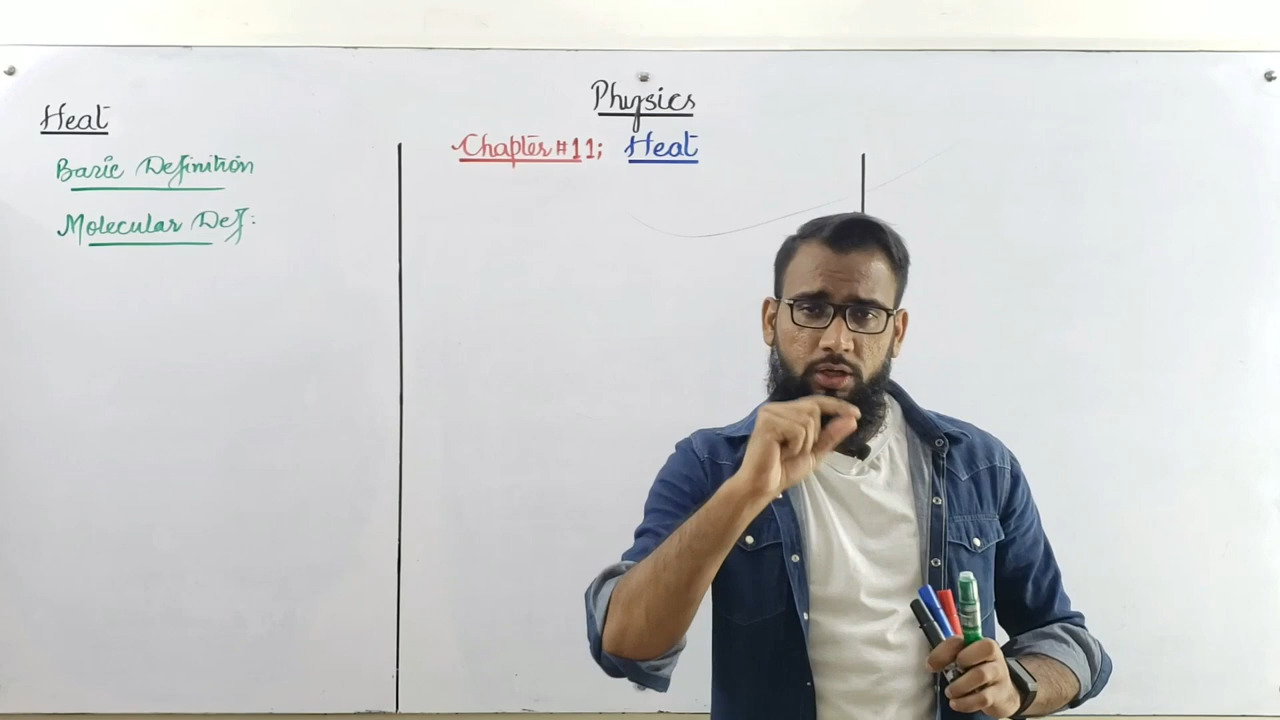 Physics
Chapter #11; Heat
Heat
Basic Definition
Molecular Def: